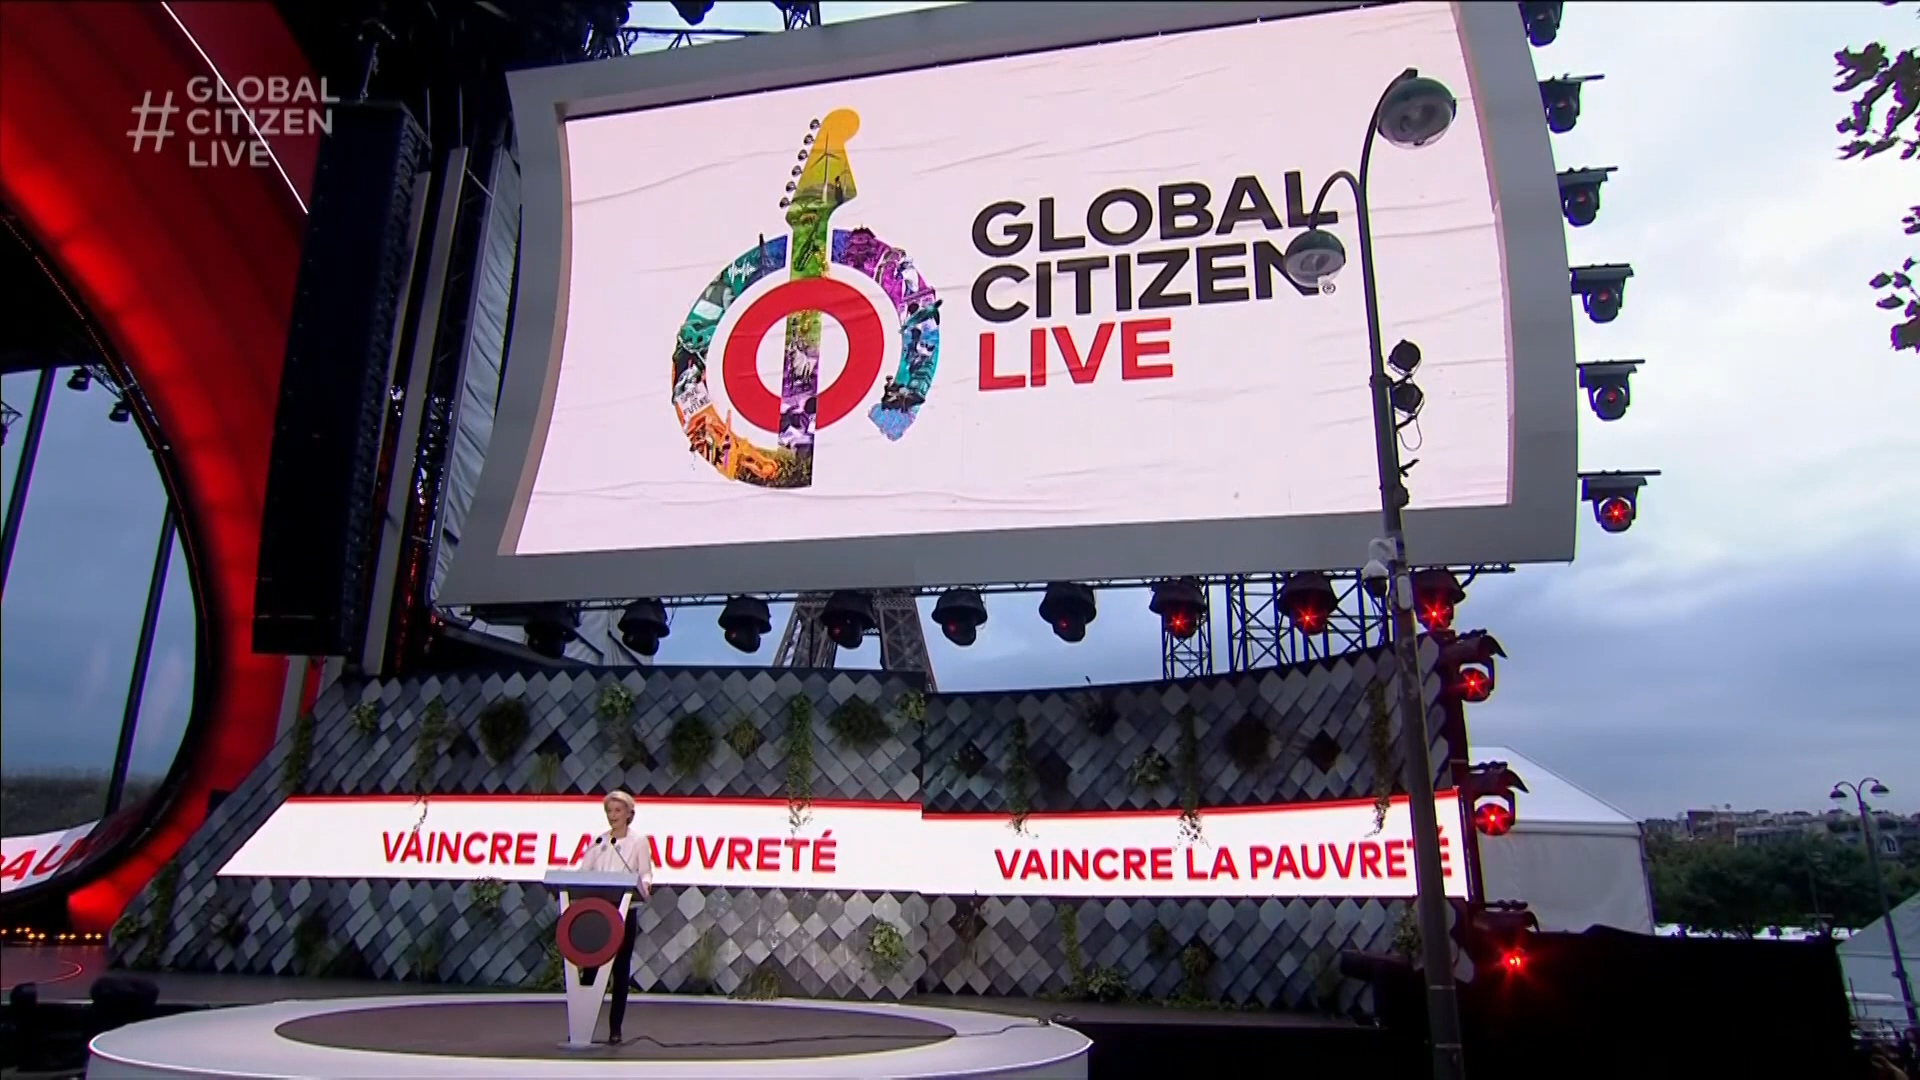 #GLOBAL
CITIZEN
LIVE
GLOBAL
CITIZEN
LIVE
VAINCRE LA PAUVRETÉ
VAINCRE LA PAUVRETÉ